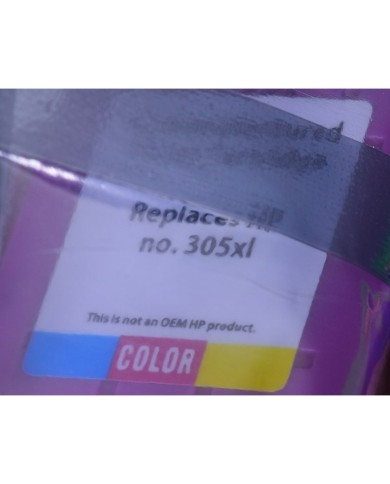 Replaces HP
no. 305xl
This is not an OEM HP product.
COLOR